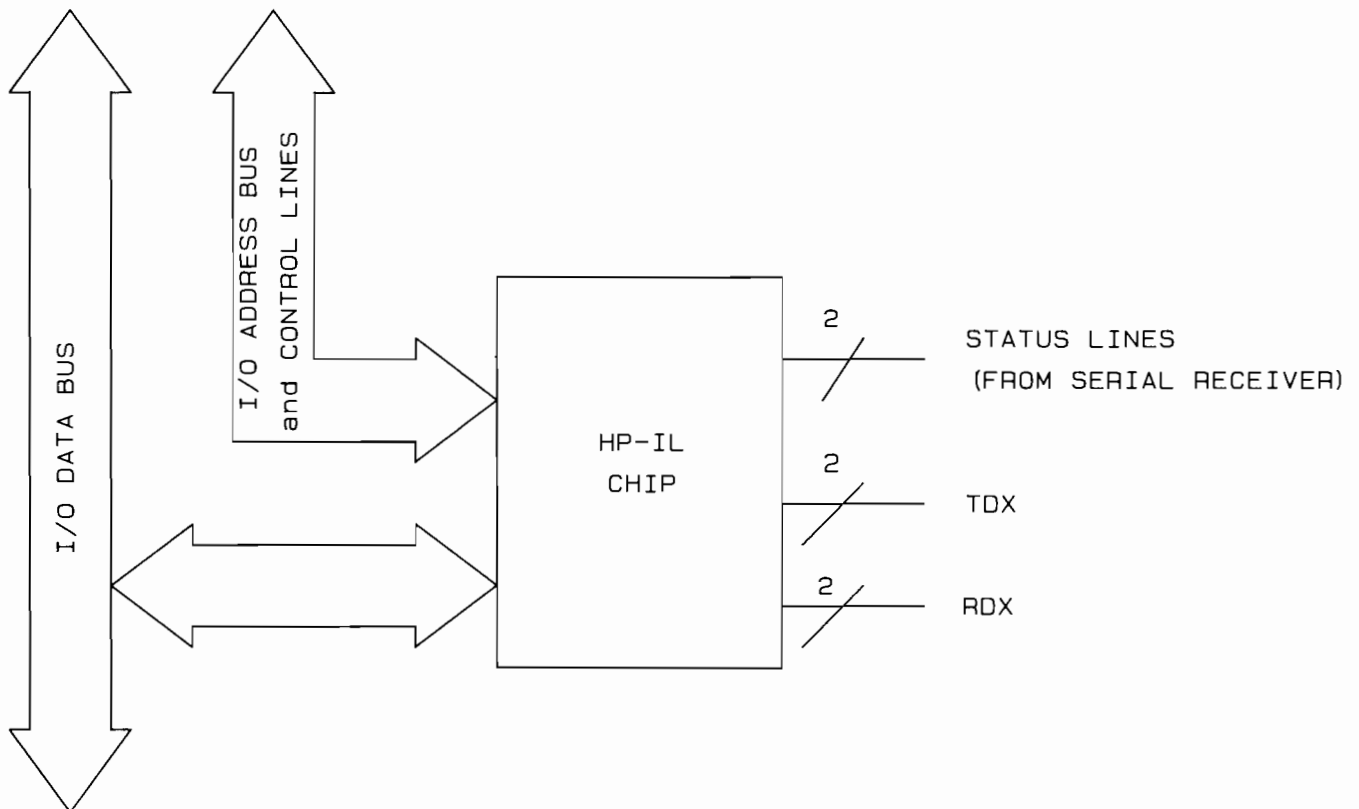 I/O DATA BUS
I/O ADDRESS BUS
and CONTROL LINES
HP-IL
CHIP
2
STATUS LINES
(FROM SERIAL RECEIVER)
2
TDX
2
RDX